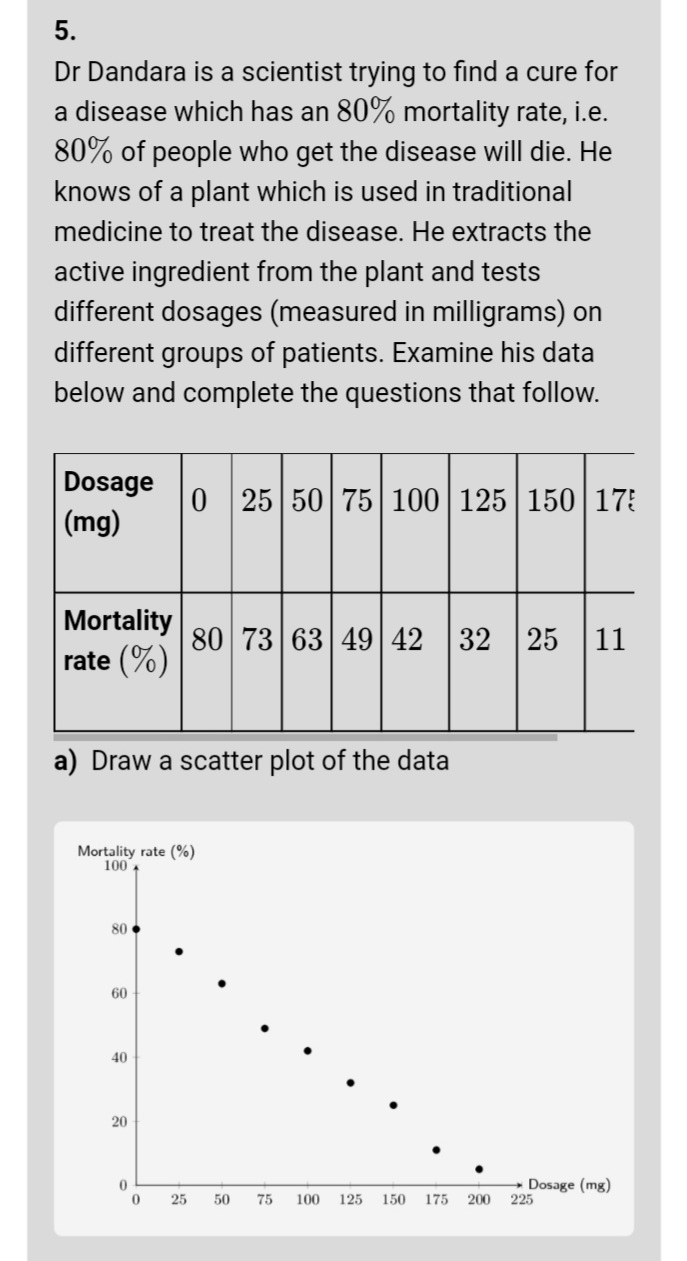 5.
Dr Dandara is a scientist trying to find a cure for
a disease which has an 80% mortality rate, i.e.
80% of people who get the disease will die. He
knows of a plant which is used in traditional
medicine to treat the disease. He extracts the
active ingredient from the plant and tests
different dosages (measured in milligrams) on
different groups of patients. Examine his data
below and complete the questions that follow.
Dosage (mg) 0 25 50 75 100 125 150 175
Mortality rate (%) 80 73 63 49 42 32 25 11
a) Draw a scatter plot of the data
Mortality rate (%)
100
80
60
40
20
0
Dosage (mg)
0 25 50 75 100 125 150 175 200 225